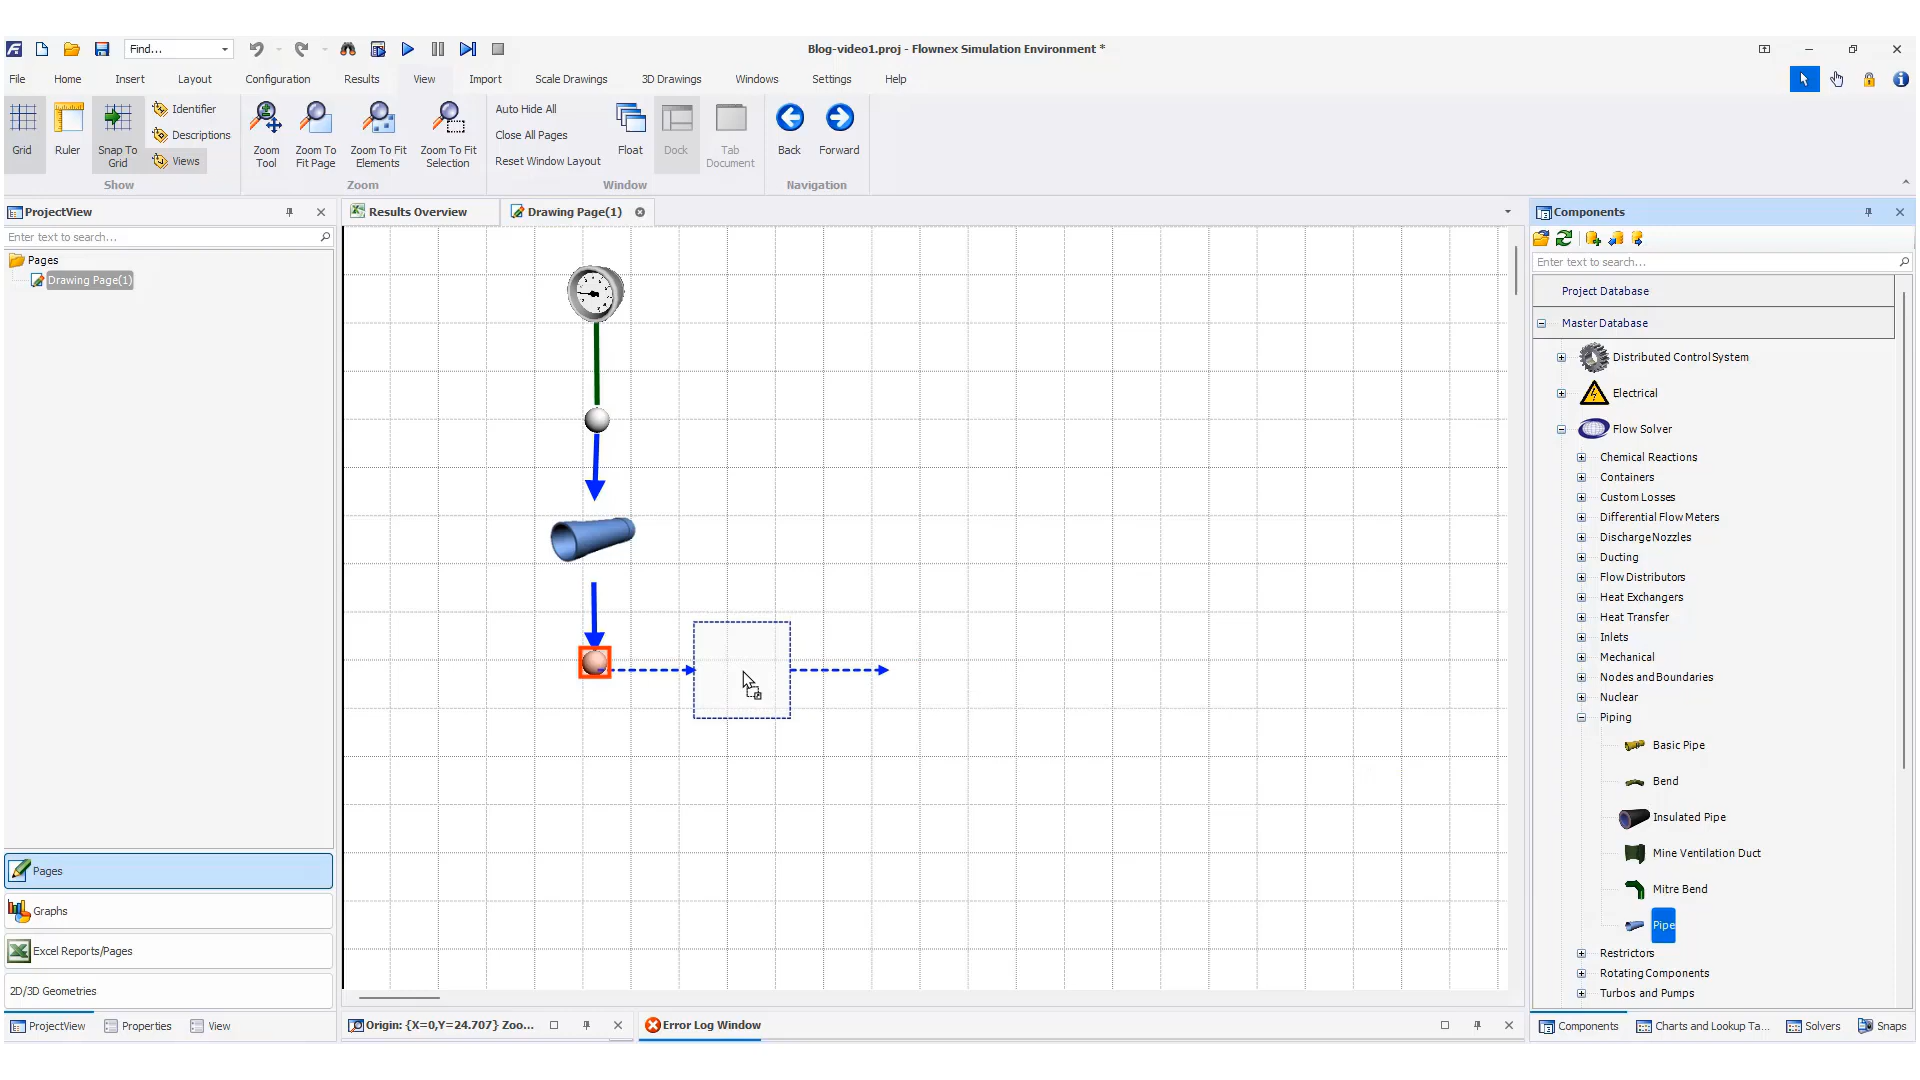 Find...
Blog-video1.proj - Flownex Simulation Environment *
File Home Insert Layout Configuration Results View Import Scale Drawings 3D Drawings Windows Settings Help
Grid
Ruler
Snap To
Grid
Identifier
Descriptions
Views
Show
Zoom
Tool
Zoom To
Fit Page
Zoom To Fit
Elements
Zoom To Fit
Selection
Zoom
Auto Hide All
Close All Pages
Reset Window Layout
Float
Dock
Tab
Document
Window
Back
Forward
Navigation
ProjectView
Enter text to search...
Pages
Drawing Page(1)
Pages
Graphs
Excel Reports/Pages
2D/3D Geometries
ProjectView
Properties
View
Results Overview
Drawing Page(1)
Origin: {X=0,Y=24.707} Zoo...
Error Log Window
Components
Enter text to search...
Project Database
Master Database
Distributed Control System
Electrical
Flow Solver
Chemical Reactions
Containers
Custom Losses
Differential Flow Meters
Discharge Nozzles
Ducting
Flow Distributors
Heat Exchangers
Heat Transfer
Inlets
Mechanical
Nodes and Boundaries
Nuclear
Piping
Basic Pipe
Bend
Insulated Pipe
Mine Ventilation Duct
Mitre Bend
Pipe
Restrictors
Rotating Components
Turbos and Pumps
Components
Charts and Lookup Ta...
Solvers
Snaps